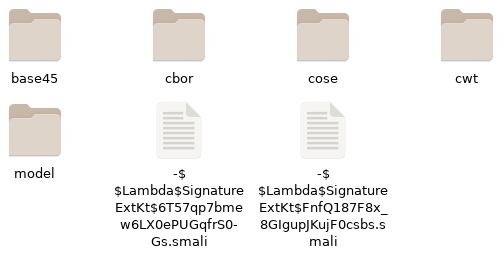 base45
cbor
cose
cwt
model
-$
$Lambda$Signature
ExtKt$6T57qp7bme
w6LX0ePUGqfrS0-
Gs.smali
-$
$Lambda$Signature
ExtKt$FnfQ187F8x_
8GIgupJKujF0csbs.s
mali